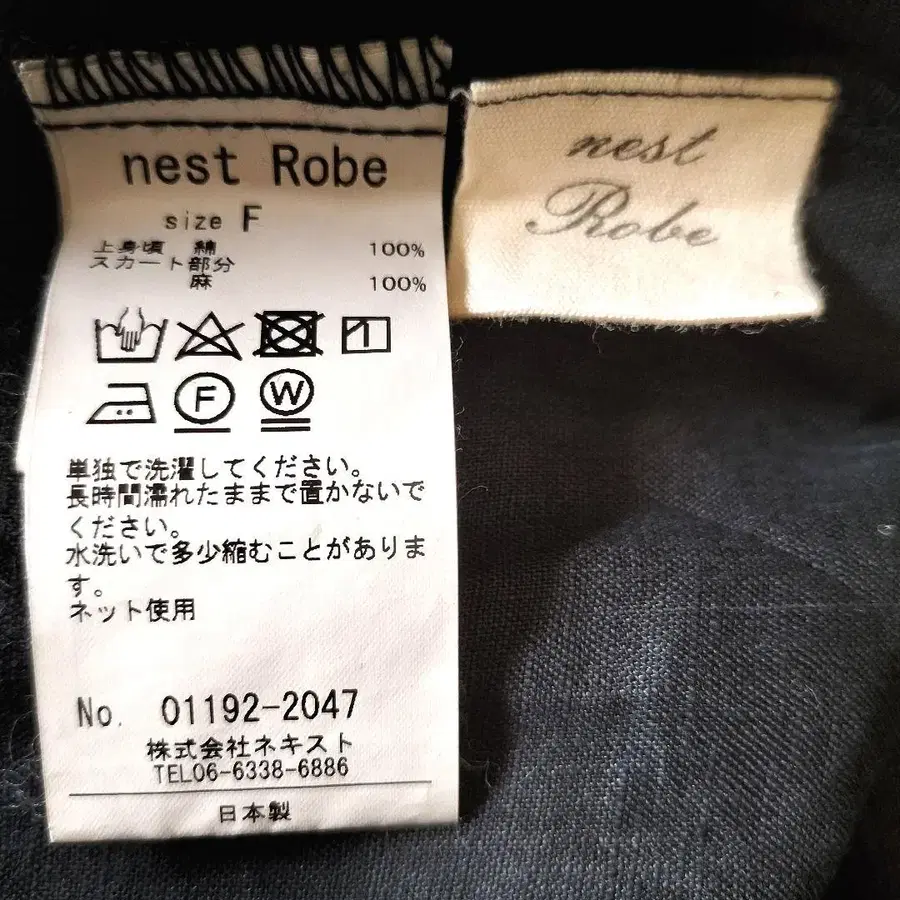 nest Robe
size F
上身頃 綿 100%
スカート部分
麻 100%
F
W
単独で洗濯してください。
長時間濡れたままで置かないで
ください。
水洗いで多少縮むことがありま
す。
ネット使用
No. 01192-2047
株式会社ネキスト
TEL06-6338-6886
日本製
nest
Robe